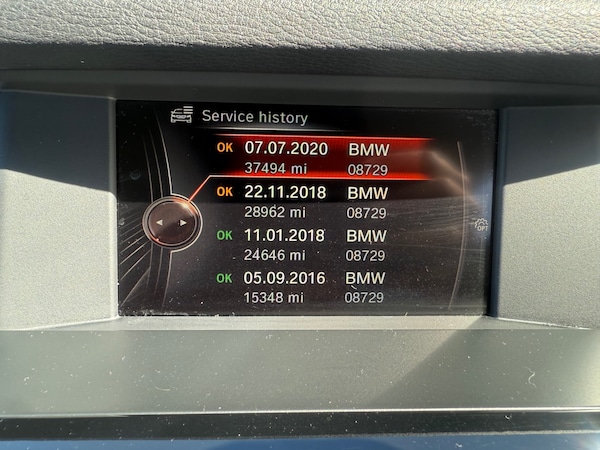 Service history
OK 07.07.2020 BMW
37494 mi 08729
OK 22.11.2018 BMW
28962 mi 08729
OK 11.01.2018 BMW
24646 mi 08729
OK 05.09.2016 BMW
15348 mi 08729
OPT